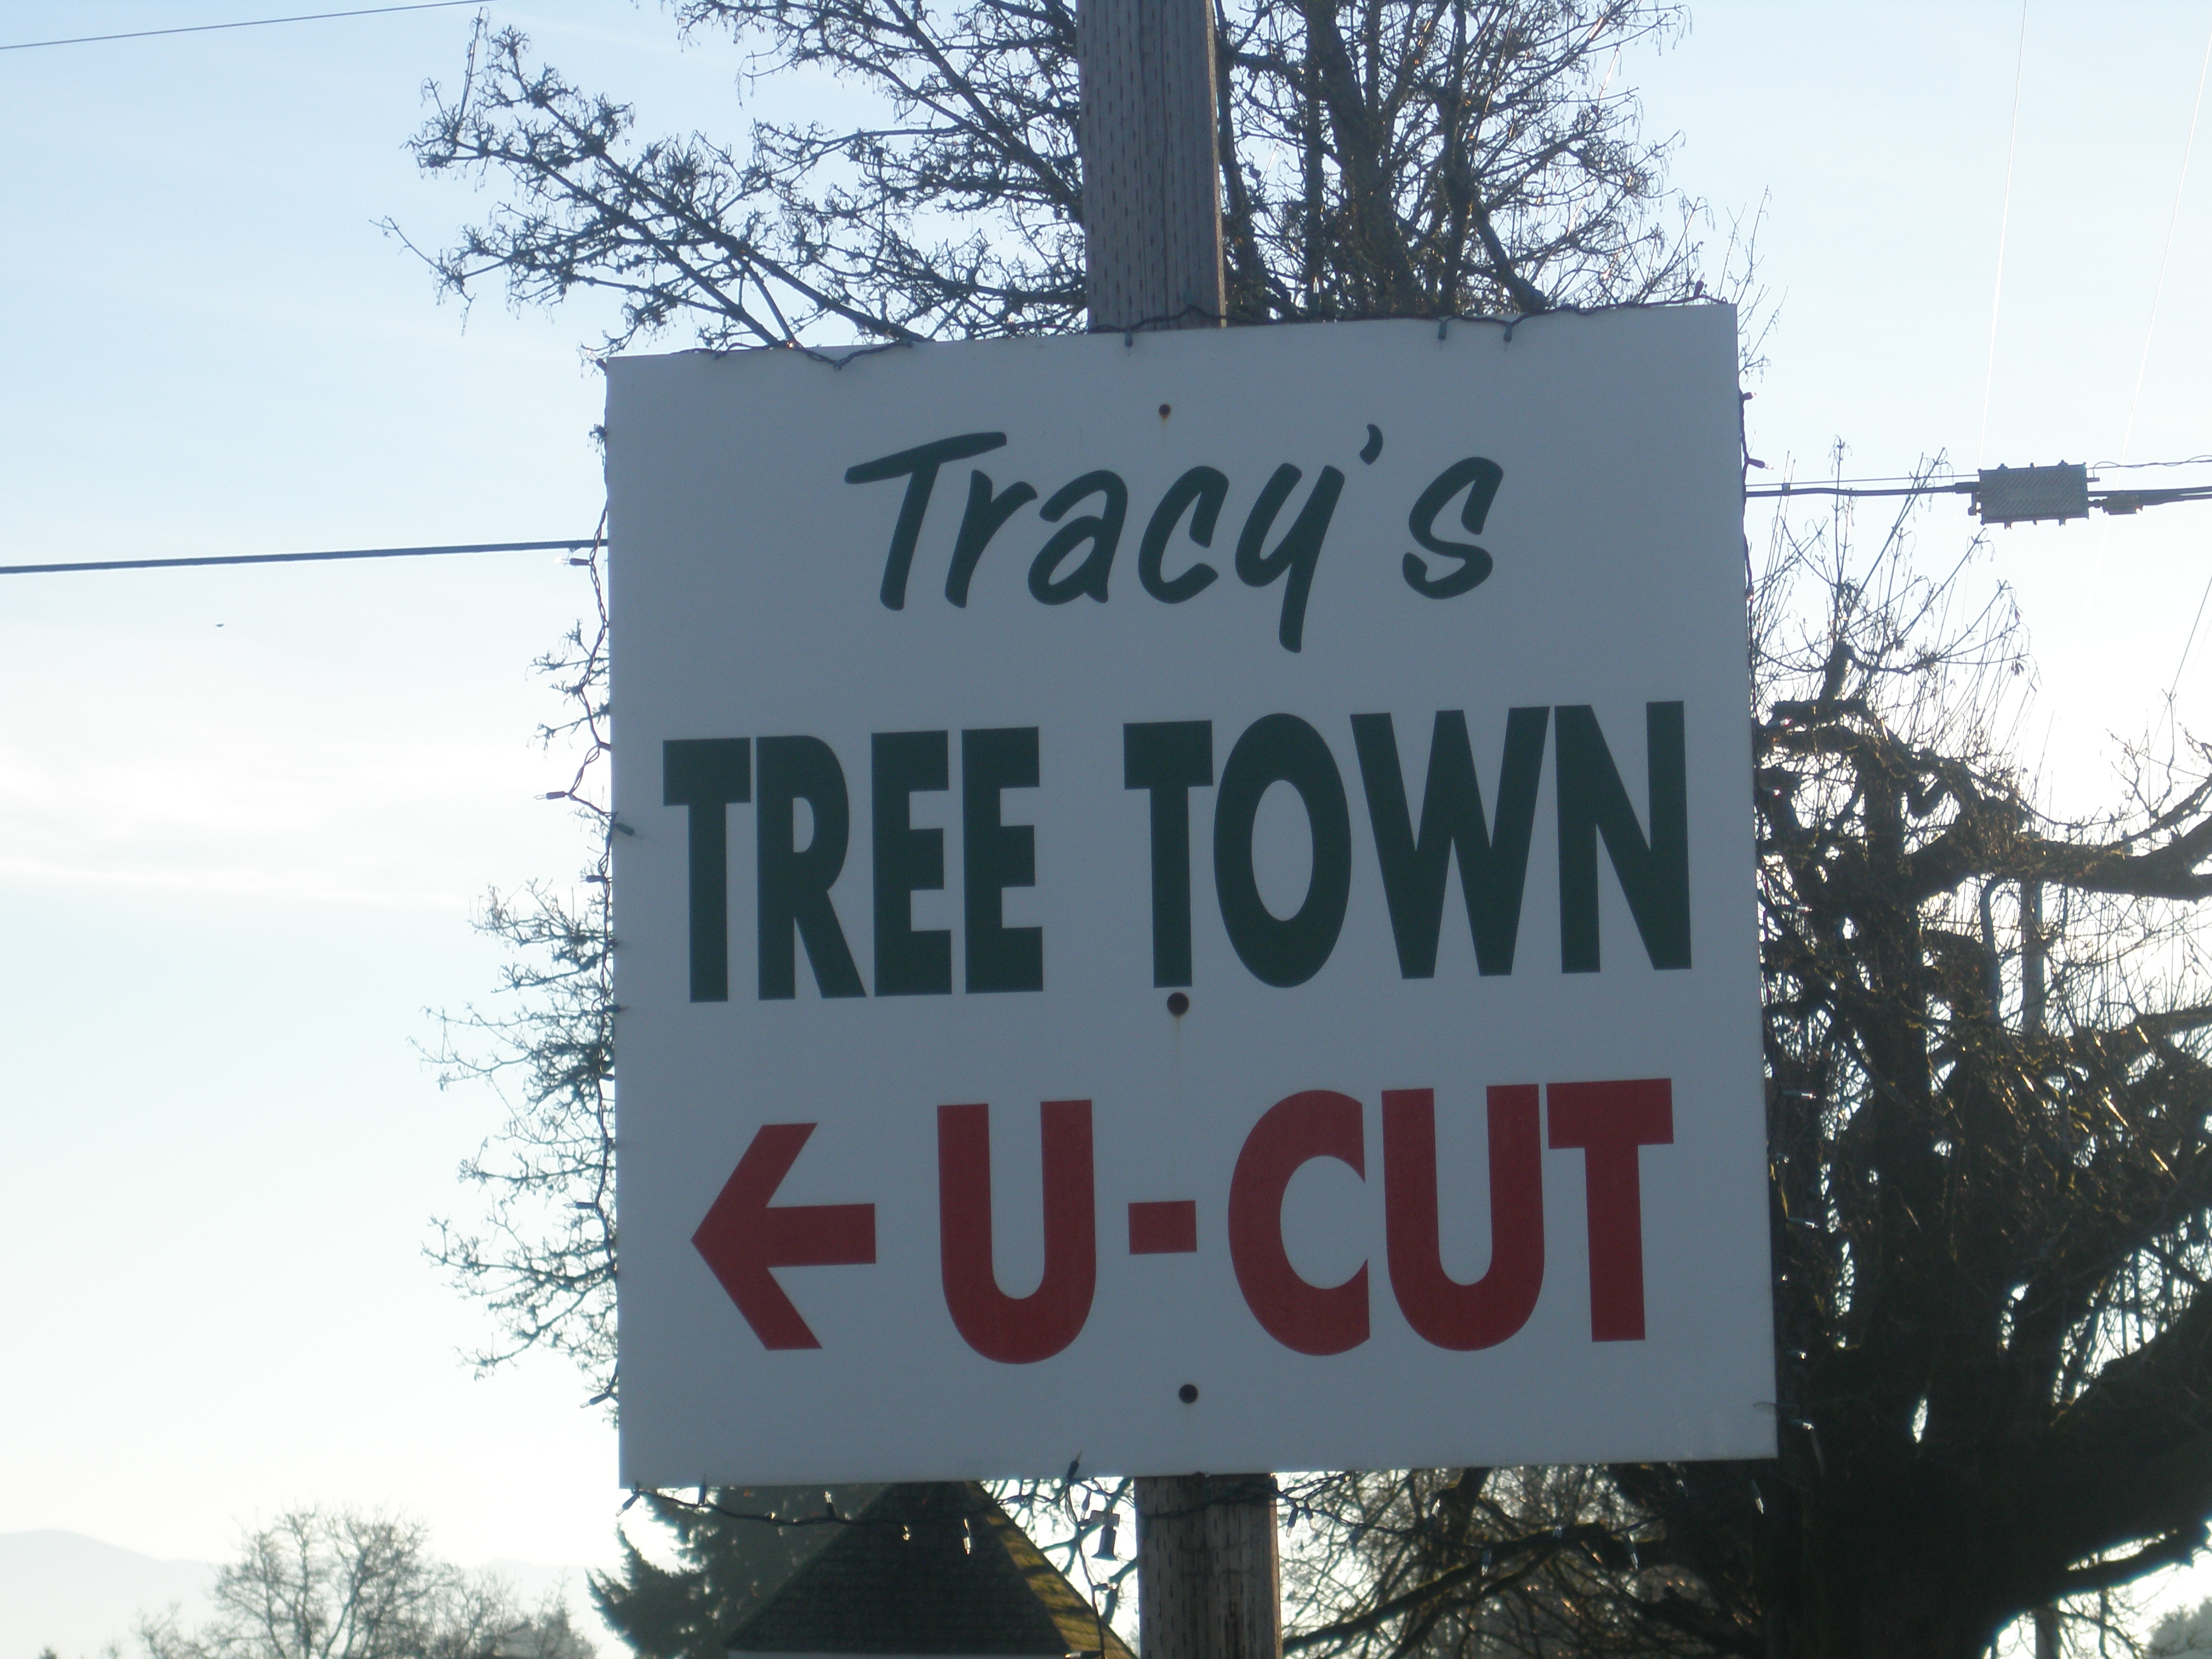 Tracy's
TREE TOWN
← U-CUT